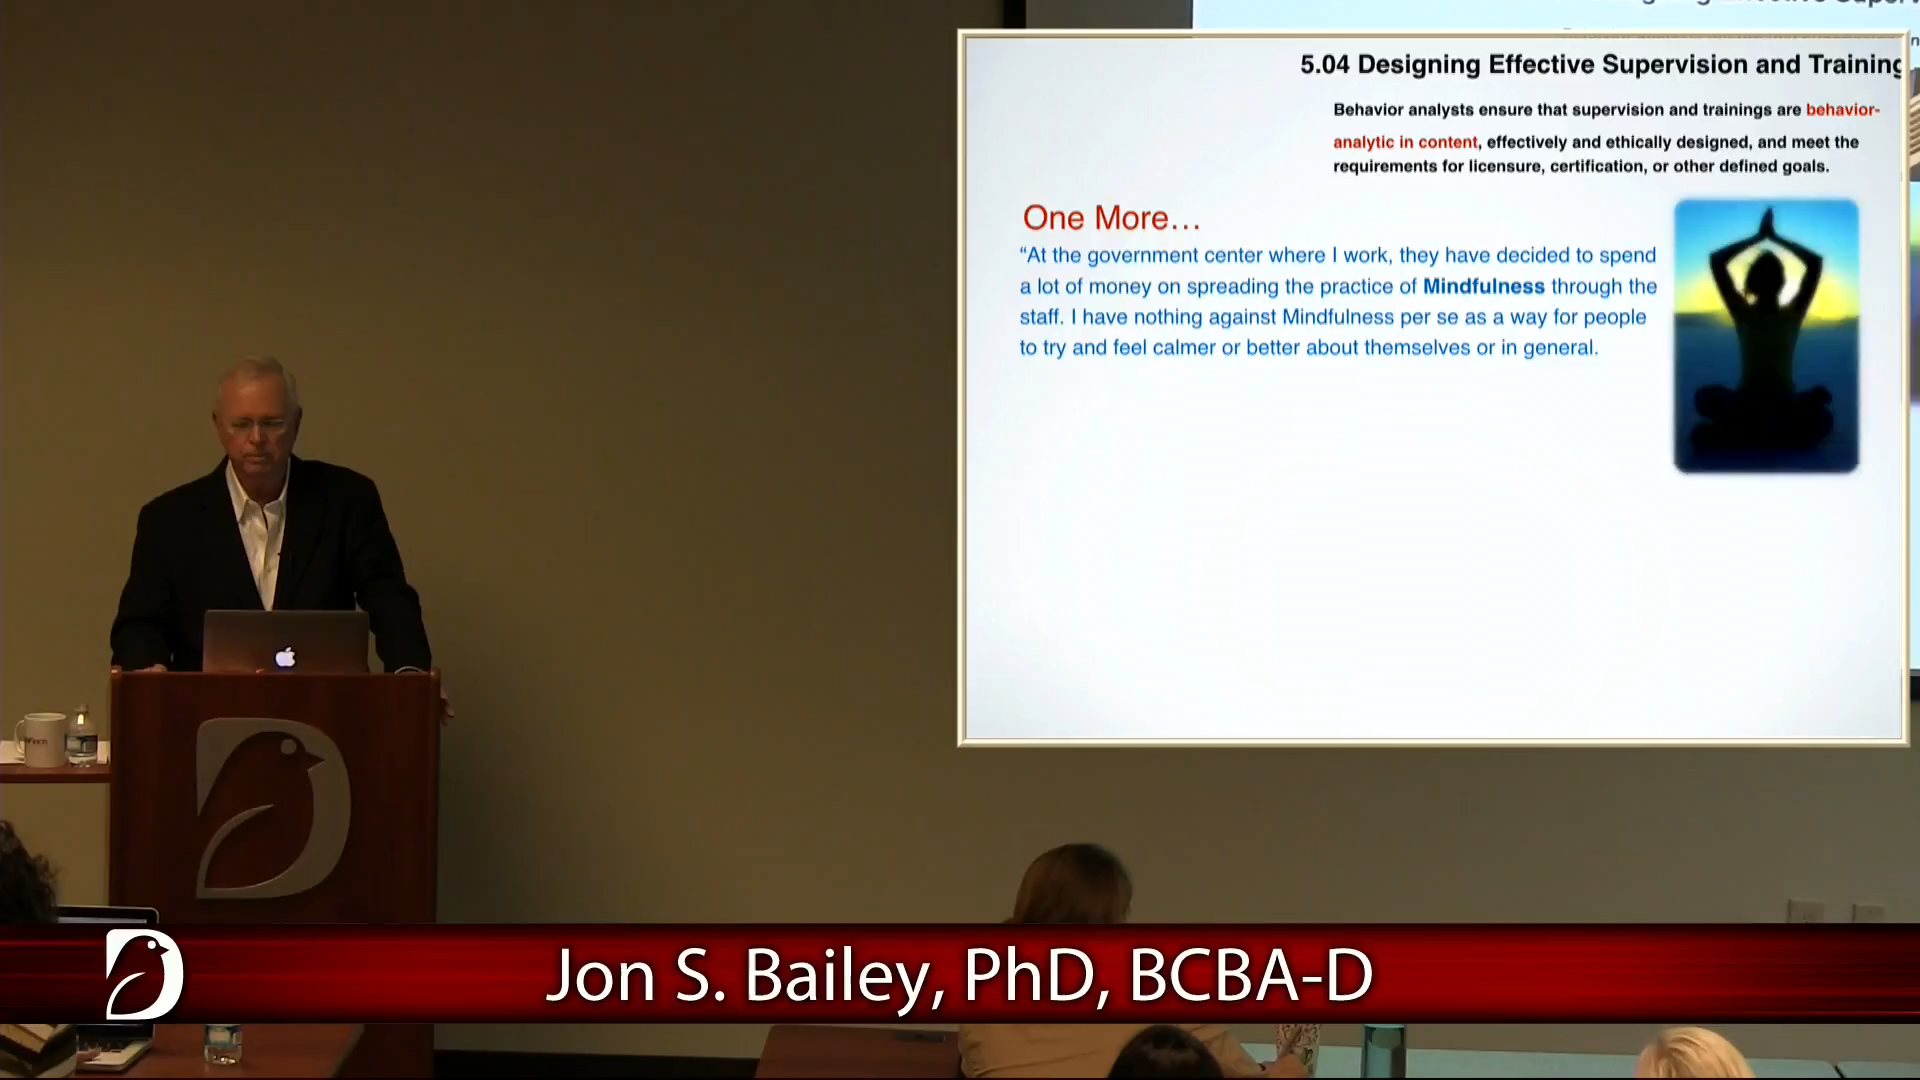 5.04 Designing Effective Supervision and Training
Behavior analysts ensure that supervision and trainings are behavior-
analytic in content, effectively and ethically designed, and meet the
requirements for licensure, certification, or other defined goals.
One More…
“At the government center where I work, they have decided to spend
a lot of money on spreading the practice of Mindfulness through the
staff. I have nothing against Mindfulness per se as a way for people
to try and feel calmer or better about themselves or in general.
Jon S. Bailey, PhD, BCBA-D